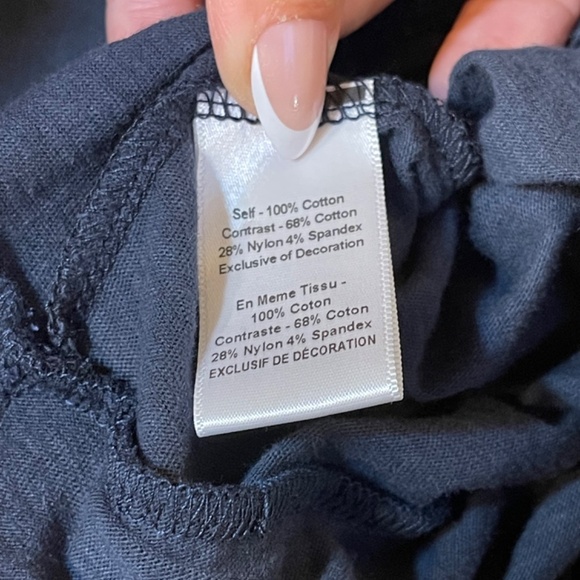 Self - 100% Cotton
Contrast - 68% Cotton
28% Nylon 4% Spandex
Exclusive of Decoration
En Meme Tissu -
100% Coton
Contraste - 68% Coton
28% Nylon 4% Spandex
EXCLUSIF DE DÉCORATION